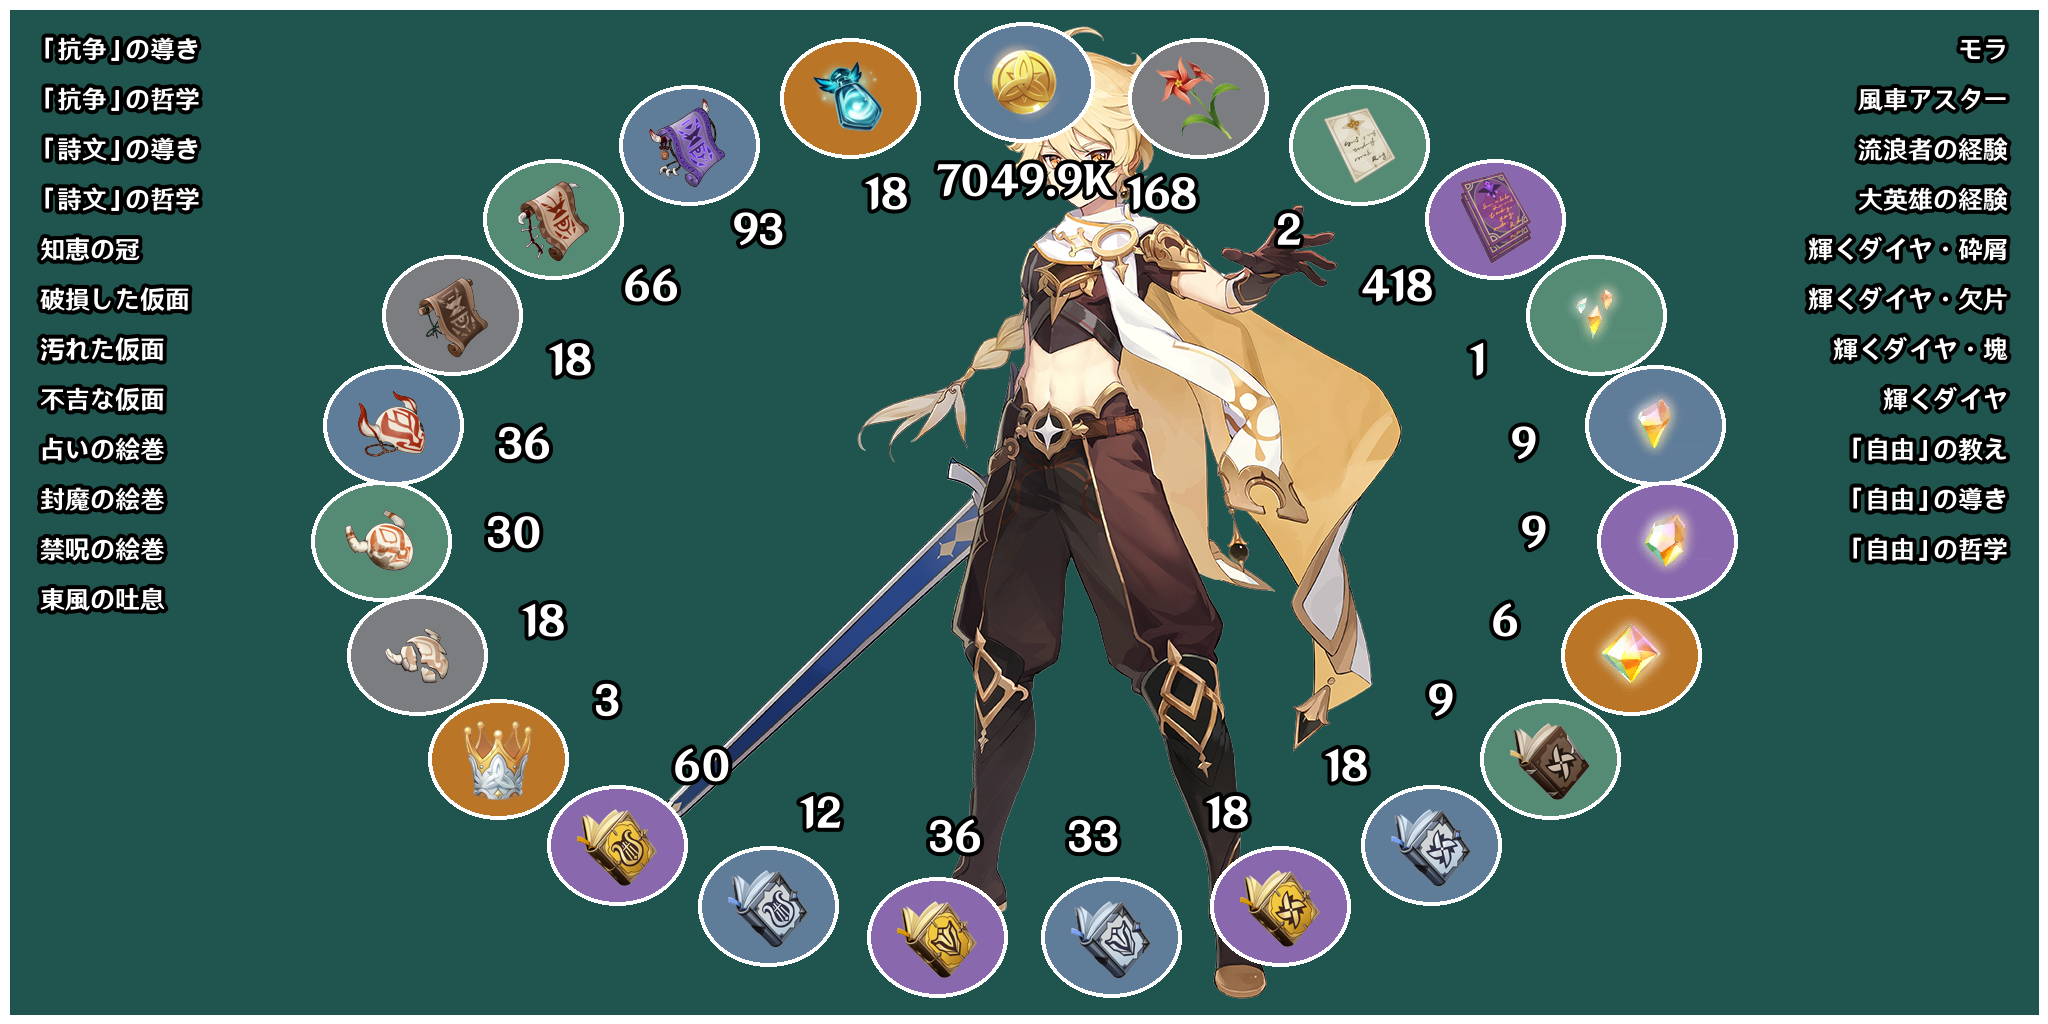 「抗争」の導き
「抗争」の哲学
「詩文」の導き
「詩文」の哲学
知恵の冠
破損した仮面
汚れた仮面
不吉な仮面
占いの絵巻
封魔の絵巻
禁呪の絵巻
東風の吐息
モラ
風車アスター
流浪者の経験
大英雄の経験
輝くダイヤ・砕屑
輝くダイヤ・欠片
輝くダイヤ・塊
輝くダイヤ
「自由」の教え
「自由」の導き
「自由」の哲学
7049.9K
168
2
418
1
9
9
6
9
18
18
33
36
12
60
3
18
30
36
18
66
93
18